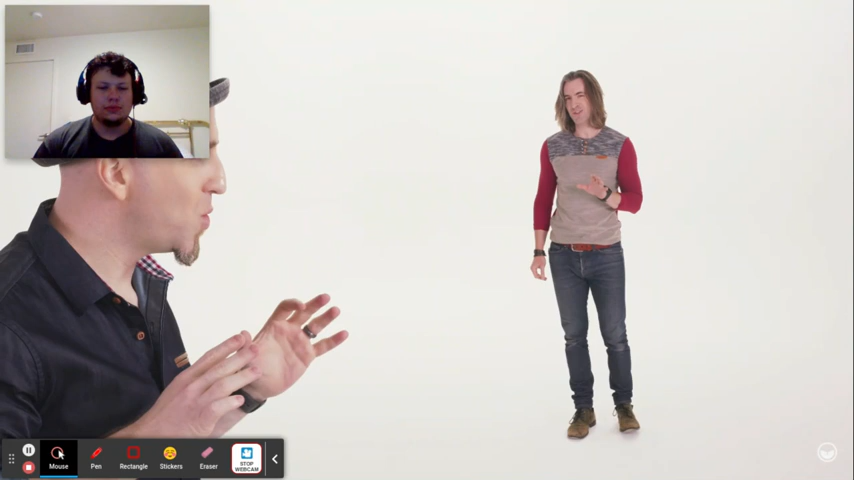 Mouse
Pen
Rectangle
Stickers
Eraser
STOP
WEBCAM